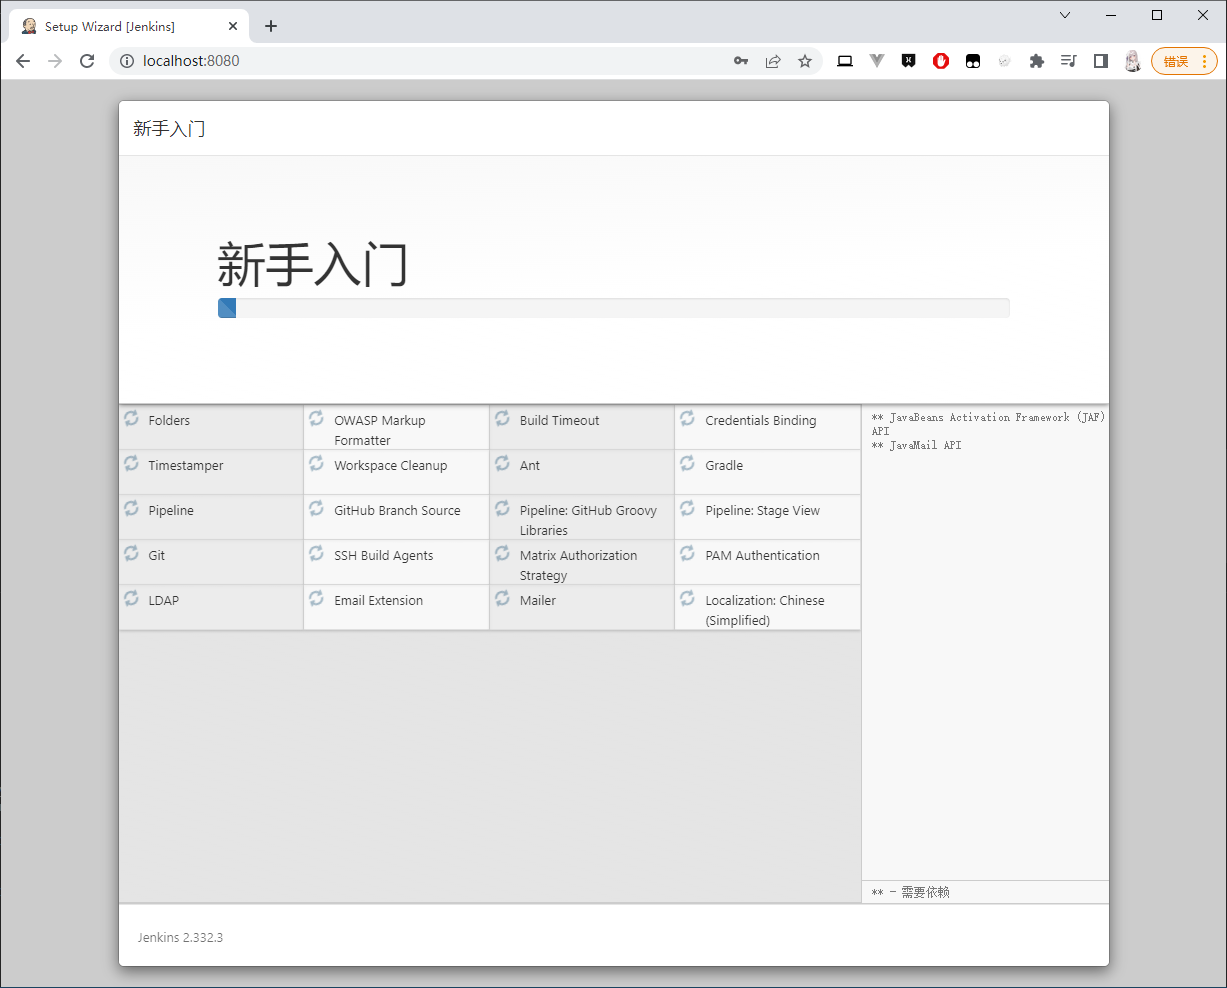 Setup Wizard [Jenkins]
localhost:8080
错误
新手入门
新手入门
Folders
OWASP Markup
Formatter
Build Timeout
Credentials Binding
Timestamper
Workspace Cleanup
Ant
Gradle
Pipeline
GitHub Branch Source
Pipeline: GitHub Groovy
Libraries
Pipeline: Stage View
Git
SSH Build Agents
Matrix Authorization
Strategy
PAM Authentication
LDAP
Email Extension
Mailer
Localization: Chinese
(Simplified)
** JavaBeans Activation Framework (JAF)
API
** JavaMail API
** - 需要依赖
Jenkins 2.332.3